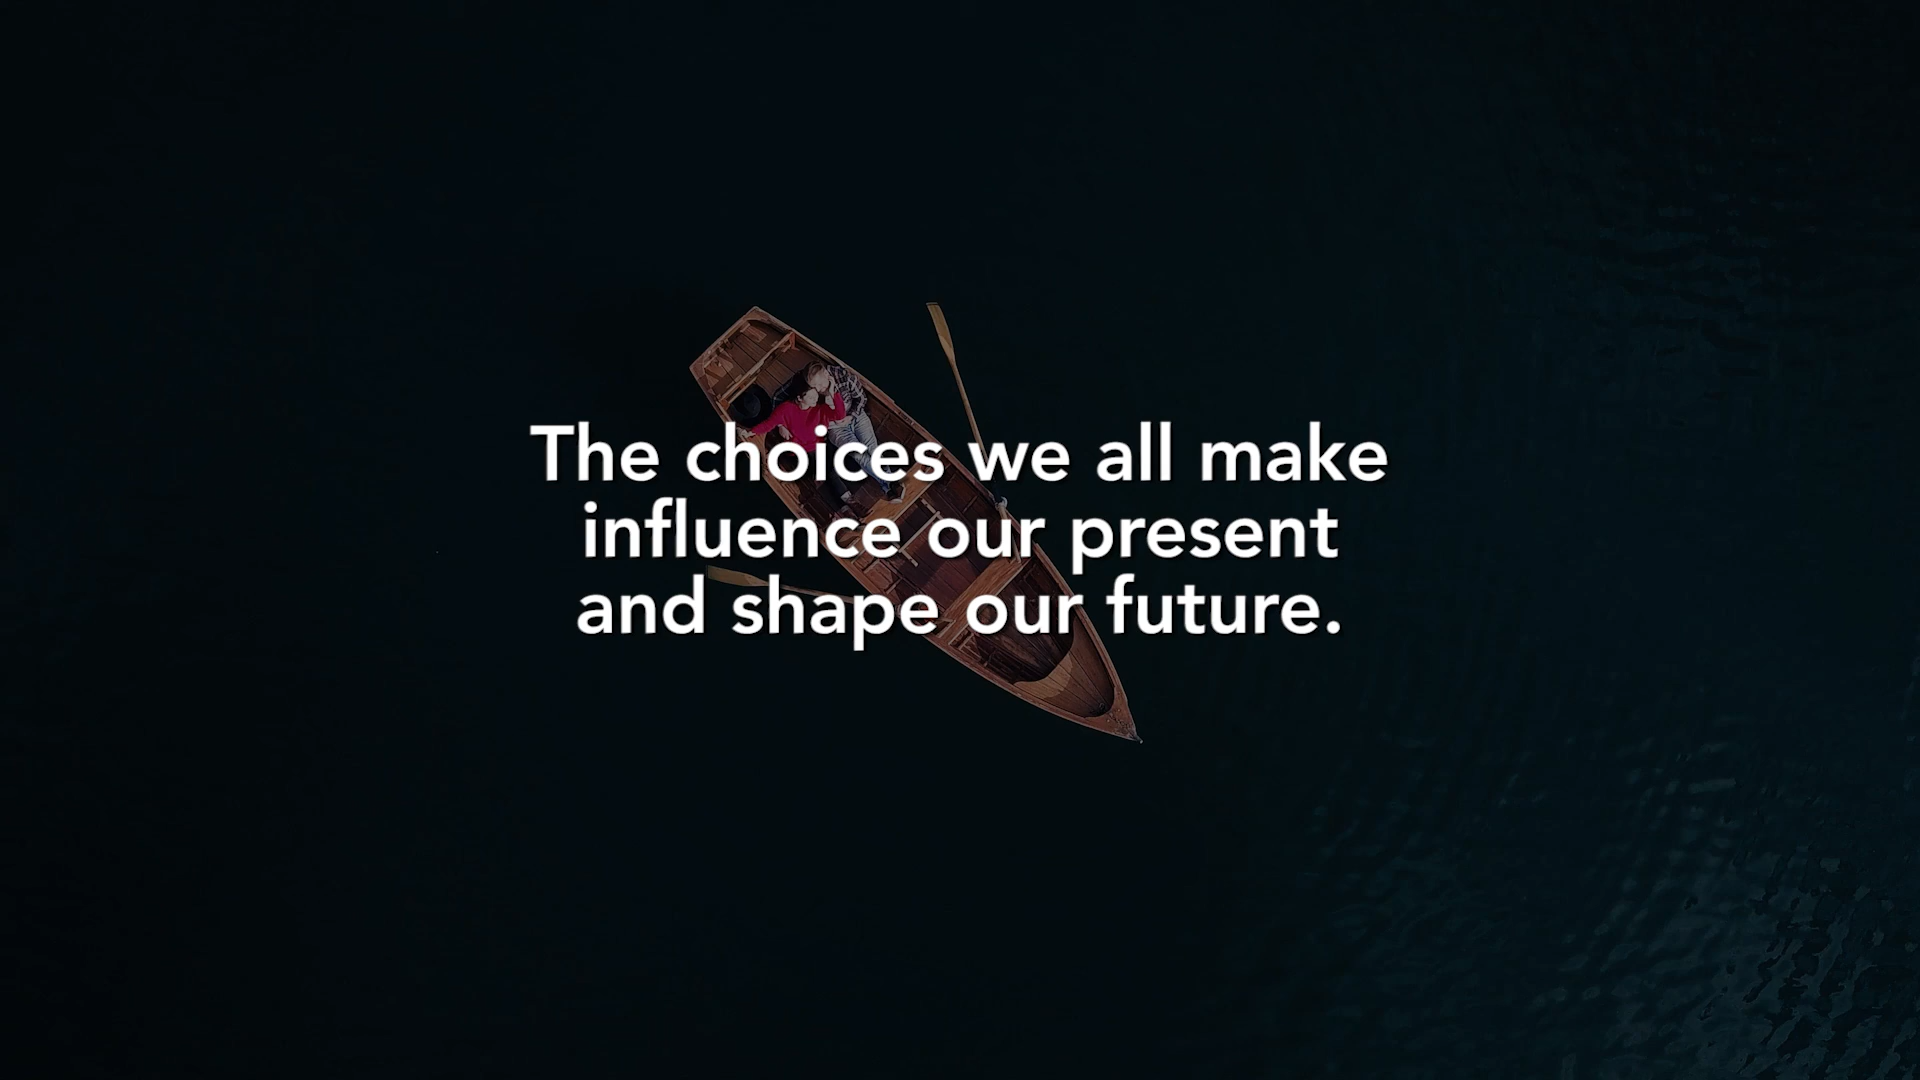 The choices we all make
influence our present
and shape our future.